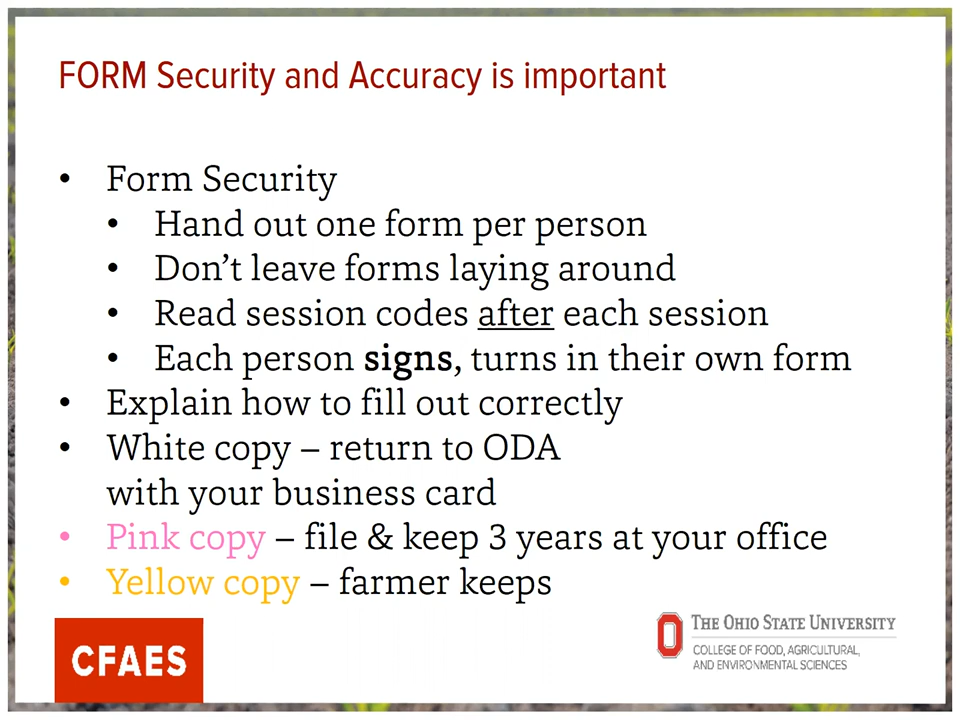 FORM Security and Accuracy is important
• Form Security
• Hand out one form per person
• Don’t leave forms laying around
• Read session codes after each session
• Each person signs, turns in their own form
• Explain how to fill out correctly
• White copy – return to ODA
with your business card
• Pink copy – file & keep 3 years at your office
• Yellow copy – farmer keeps
CFAES
THE OHIO STATE UNIVERSITY
COLLEGE OF FOOD, AGRICULTURAL,
AND ENVIRONMENTAL SCIENCES